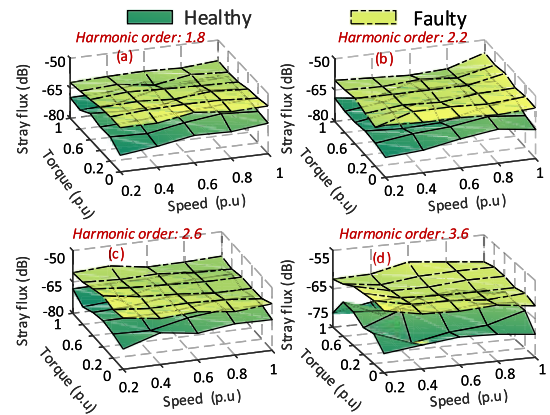 Healthy Faulty
Harmonic order: 1.8
(a)
-50
-65
-80
Stray flux (dB)
1
0.6
0.2
0
Torque (p.u)
0.2 0.4 0.6 0.8 1
Speed (p.u)
Harmonic order: 2.2
(b)
-50
-65
-80
Stray flux (dB)
1
0.6
0.2
0
Torque (p.u)
0.2 0.4 0.6 0.8 1
Speed (p.u)
Harmonic order: 2.6
(c)
-50
-65
-80
Stray flux (dB)
1
0.6
0.2
0
Torque (p.u)
0.2 0.4 0.6 0.8 1
Speed (p.u)
Harmonic order: 3.6
(d)
-55
-65
-75
Stray flux (dB)
1
0.6
0.2
0
Torque (p.u)
0.2 0.4 0.6 0.8 1
Speed (p.u)